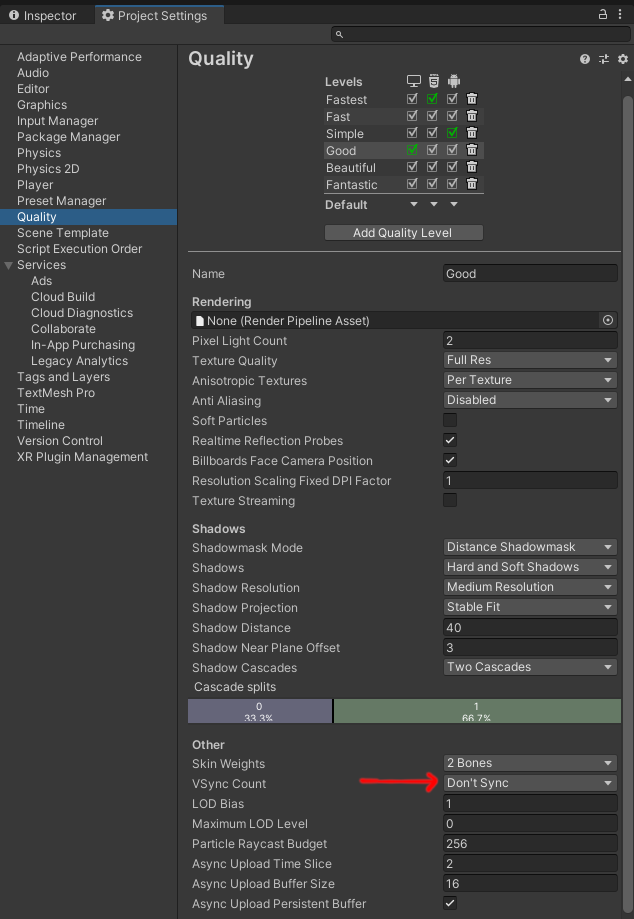 Inspector
Project Settings
Adaptive Performance
Audio
Editor
Graphics
Input Manager
Package Manager
Physics
Physics 2D
Player
Preset Manager
Quality
Scene Template
Script Execution Order
Services
Ads
Cloud Build
Cloud Diagnostics
Collaborate
In-App Purchasing
Legacy Analytics
Tags and Layers
TextMesh Pro
Time
Timeline
Version Control
XR Plugin Management
Quality
Levels
Fastest
Fast
Simple
Good
Beautiful
Fantastic
Default
Add Quality Level
Name Good
Rendering
None (Render Pipeline Asset)
Pixel Light Count 2
Texture Quality Full Res
Anisotropic Textures Per Texture
Anti Aliasing Disabled
Soft Particles
Realtime Reflection Probes
Billboards Face Camera Position
Resolution Scaling Fixed DPI Factor 1
Texture Streaming
Shadows
Shadowmask Mode Distance Shadowmask
Shadows Hard and Soft Shadows
Shadow Resolution Medium Resolution
Shadow Projection Stable Fit
Shadow Distance 40
Shadow Near Plane Offset 3
Shadow Cascades Two Cascades
Cascade splits
0 1
33.3% 66.7%
Other
Skin Weights 2 Bones
VSync Count Don't Sync
LOD Bias 1
Maximum LOD Level 0
Particle Raycast Budget 256
Async Upload Time Slice 2
Async Upload Buffer Size 16
Async Upload Persistent Buffer